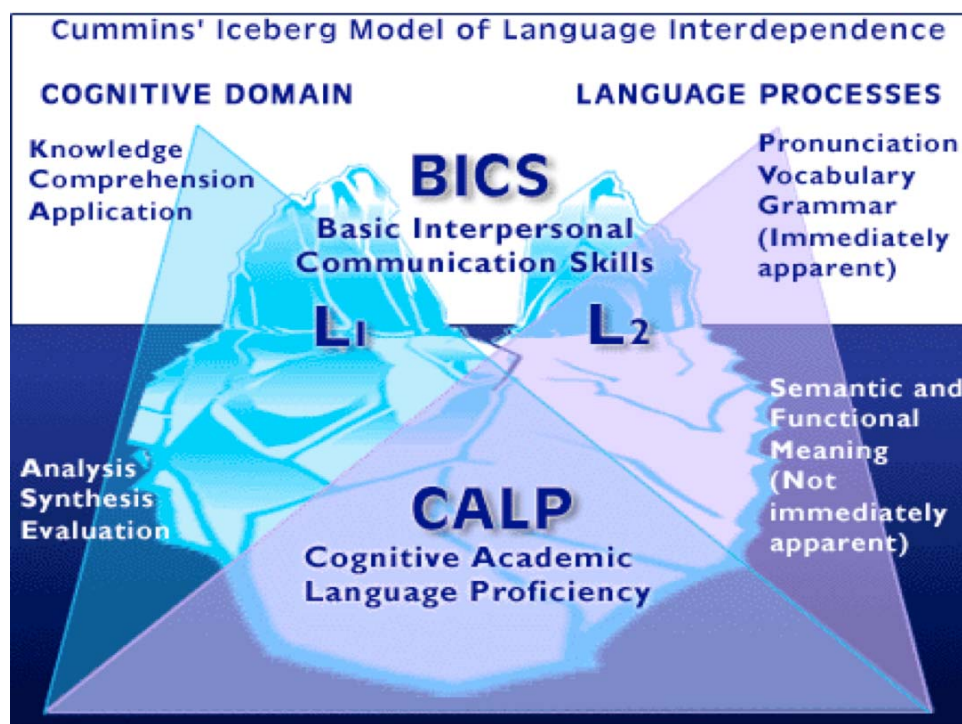 Cummins' Iceberg Model of Language Interdependence
COGNITIVE DOMAIN
LANGUAGE PROCESSES
Knowledge
Comprehension
Application
BICS
Basic Interpersonal
Communication Skills
Pronunciation
Vocabulary
Grammar
(Immediately
apparent)
L1
L2
Analysis
Synthesis
Evaluation
CALP
Cognitive Academic
Language Proficiency
Semantic and
Functional
Meaning
(Not
immediately
apparent)